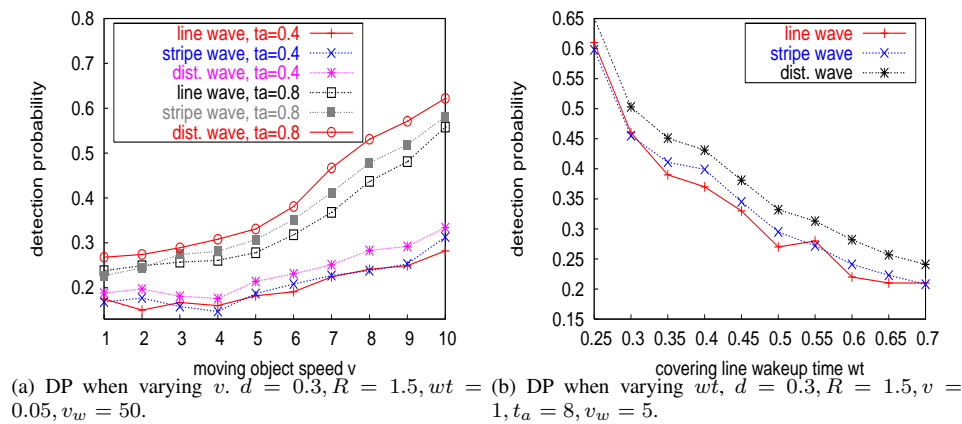 0.8
0.7
0.6
0.5
0.4
0.3
0.2
detection probability
line wave, ta=0.4
stripe wave, ta=0.4
dist. wave, ta=0.4
line wave, ta=0.8
stripe wave, ta=0.8
dist. wave, ta=0.8
1 2 3 4 5 6 7 8 9 10
moving object speed v
(a) DP when varying v. d = 0.3, R = 1.5, wt =
0.05, v_w = 50.
0.65
0.6
0.55
0.5
0.45
0.4
0.35
0.3
0.25
0.2
0.15
detection probability
line wave
stripe wave
dist. wave
0.25 0.3 0.35 0.4 0.45 0.5 0.55 0.6 0.65 0.7
covering line wakeup time wt
(b) DP when varying wt, d = 0.3, R = 1.5, v =
1, t_a = 8, v_w = 5.